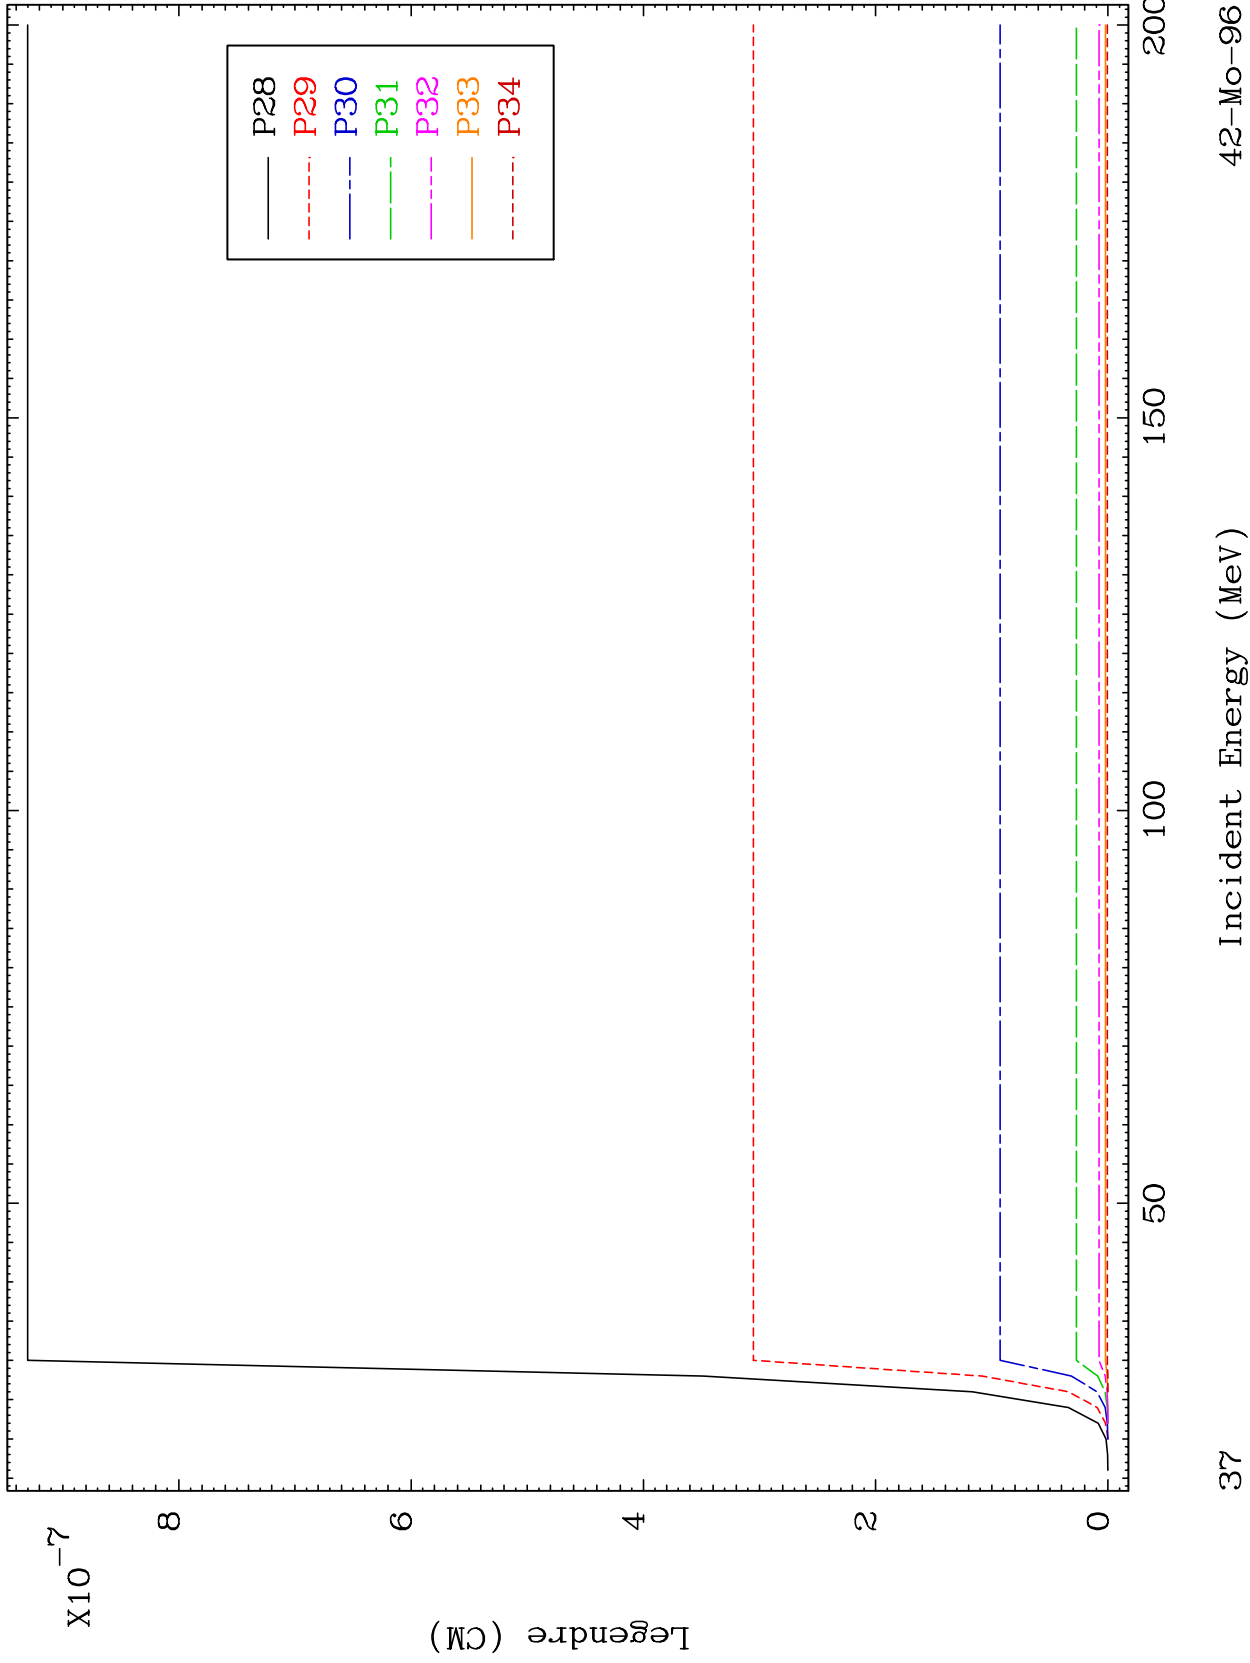 X10-7
8
6
4
2
0
Legendre (CM)
P28
P29
P30
P31
P32
P33
P34
50
100
150
200
Incident Energy (MeV)
37
42-Mo-96